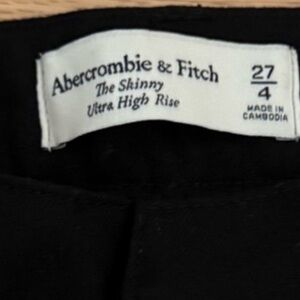 Abercrombie & Fitch
The Skinny
Ultra High Rise
27
4
MADE IN
CAMBODIA